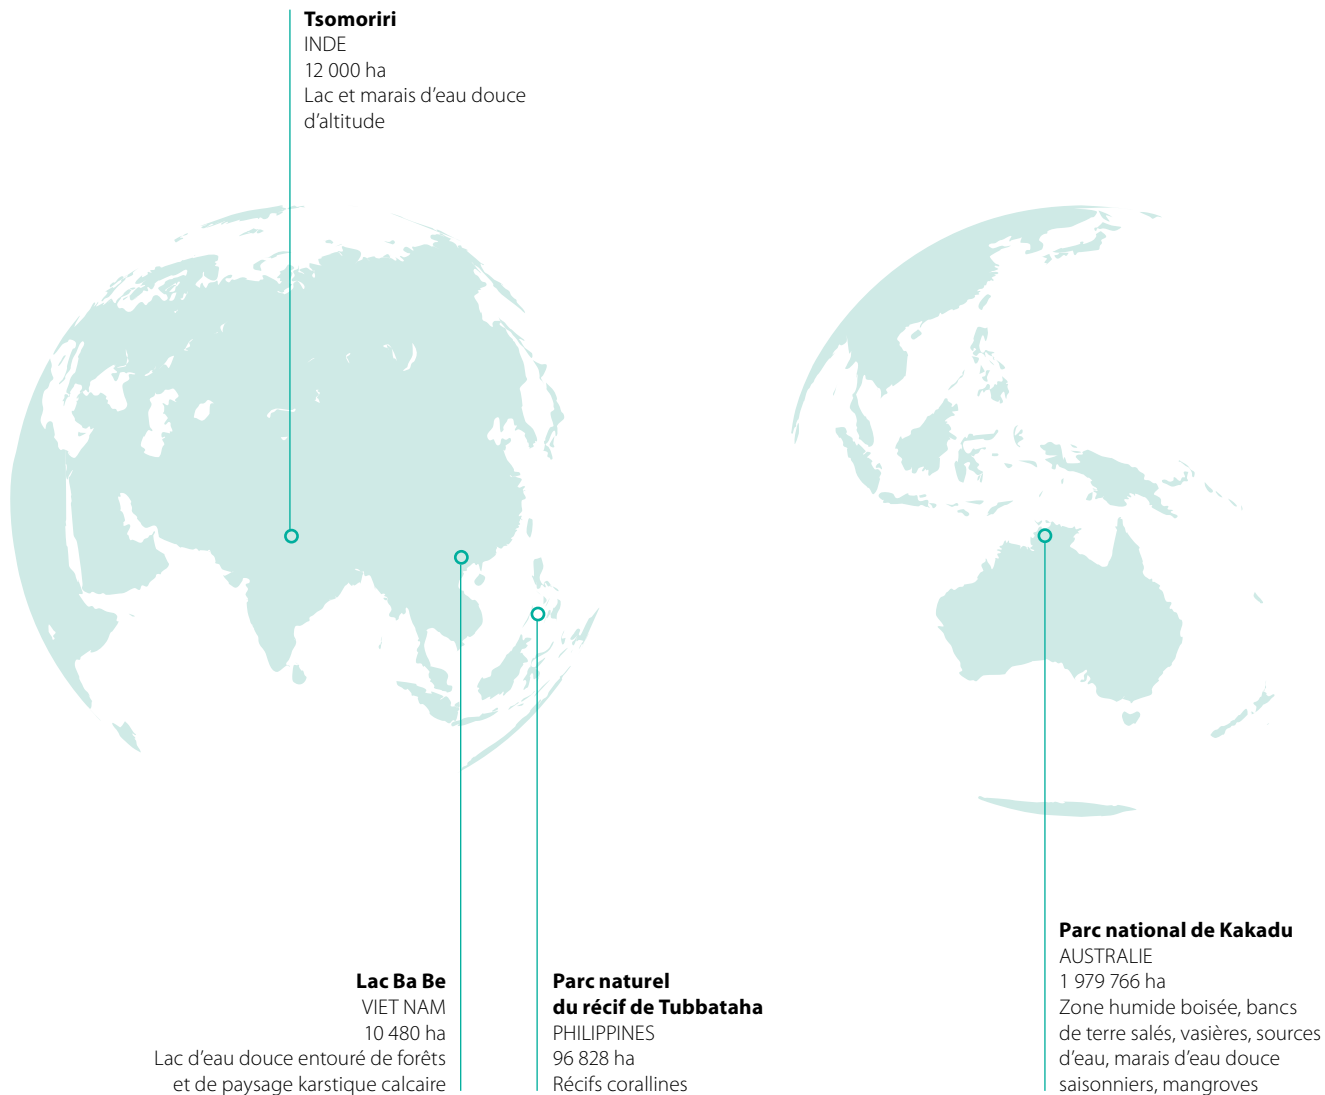 Tsomoriri
INDE
12 000 ha
Lac et marais d’eau douce
d’altitude
Lac Ba Be
VIET NAM
10 480 ha
Lac d’eau douce entouré de forêts
et de paysage karstique calcaire
Parc naturel
du récif de Tubbataha
PHILIPPINES
96 828 ha
Récifs corallines
Parc national de Kakadu
AUSTRALIE
1 979 766 ha
Zone humide boisée, bancs
de terre salés, vasières, sources
d’eau, marais d’eau douce
saisonniers, mangroves